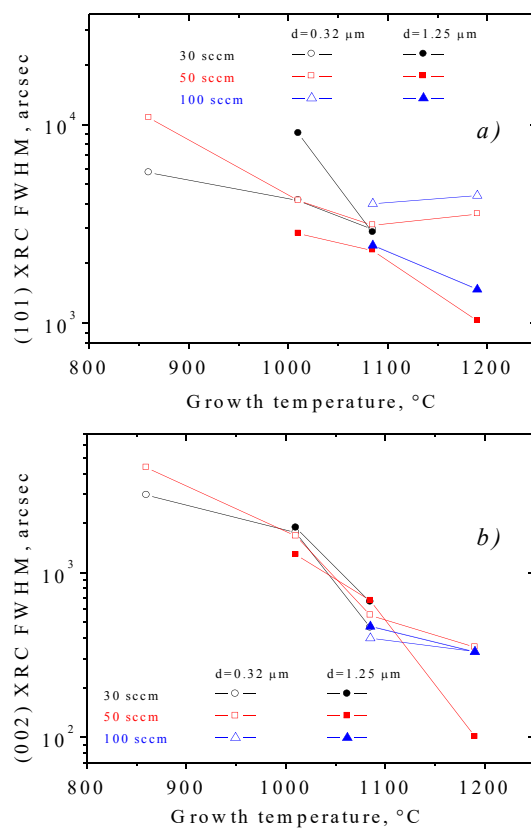 d=0.32 µm d=1.25 µm
30 sccm
50 sccm
100 sccm
a)
10^4
10^3
(101) XRC FWHM, arcsec
800 900 1000 1100 1200
Growth temperature, °C
b)
10^3
10^2
(002) XRC FWHM, arcsec
d=0.32 µm d=1.25 µm
30 sccm
50 sccm
100 sccm
800 900 1000 1100 1200
Growth temperature, °C